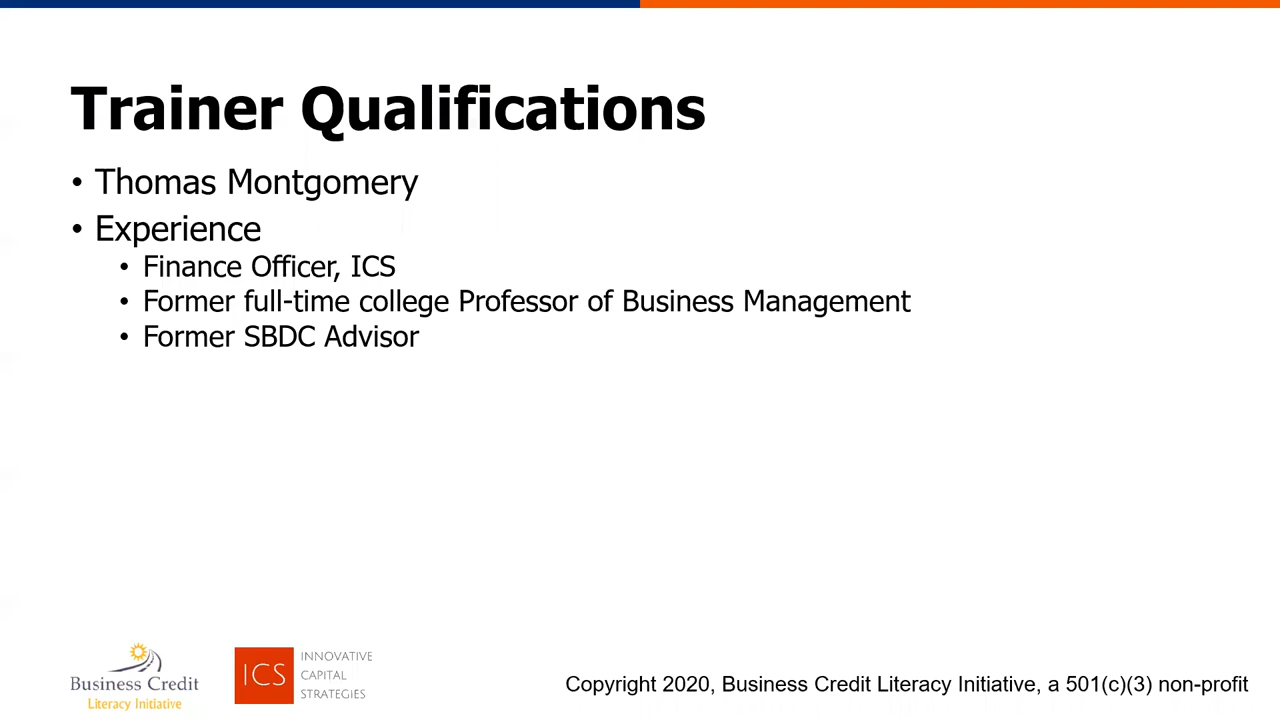 Trainer Qualifications
• Thomas Montgomery
• Experience
• Finance Officer, ICS
• Former full-time college Professor of Business Management
• Former SBDC Advisor
Business Credit
Literacy Initiative
ICS
INNOVATIVE
CAPITAL
STRATEGIES
Copyright 2020, Business Credit Literacy Initiative, a 501(c)(3) non-profit